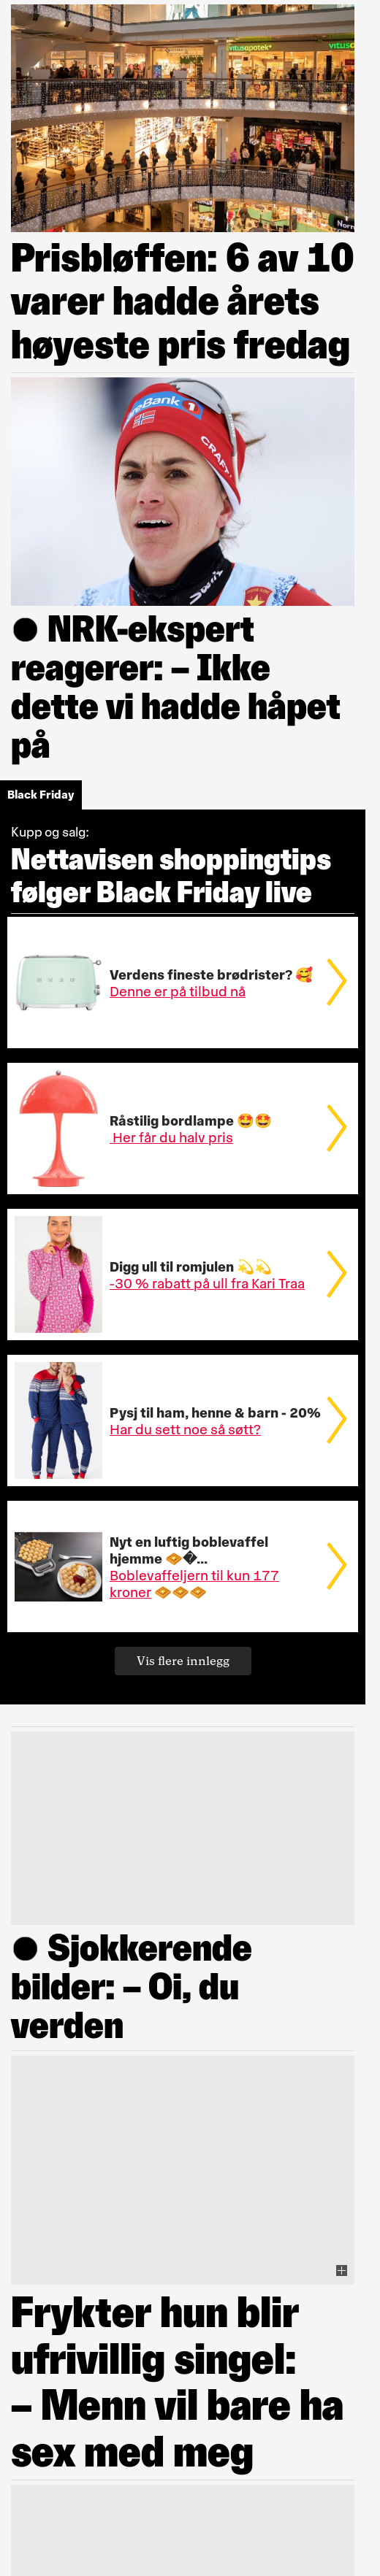 vitusapotek
Prisbløffen: 6 av 10
varer hadde årets
høyeste pris fredag
CRAFT
● NRK-ekspert
reagerer: – Ikke
dette vi hadde håpet
på
Black Friday
Kupp og salg:
Nettavisen shoppingtips
følger Black Friday live
Verdens fineste brødrister? 🥰
Denne er på tilbud nå
Råstilig bordlampe 🤩🤩
Her får du halv pris
Digg ull til romjulen 💫💫
-30 % rabatt på ull fra Kari Traa
Pysj til ham, henne & barn - 20%
Har du sett noe så søtt?
Nyt en luftig boblevaffel
hjemme 🧇�...
Boblevaffeljern til kun 177
kroner 🧇🧇🧇
Vis flere innlegg
● Sjokkerende
bilder: – Oi, du
verden
Frykter hun blir
ufrivillig singel:
– Menn vil bare ha
sex med meg